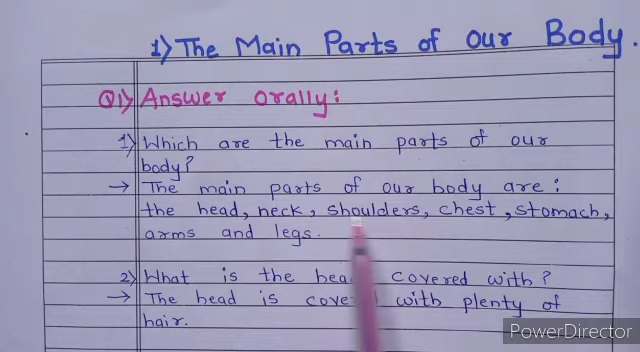 1) The Main Parts of Our Body.
Q1) Answer Orally:
1) Which are the main parts of our
body?
→ The main parts of our body are:
the head, neck, shoulders, chest, stomach,
arms and legs.
2) What is the head covered with?
→ The head is covered with plenty of
hair.
PowerDirector